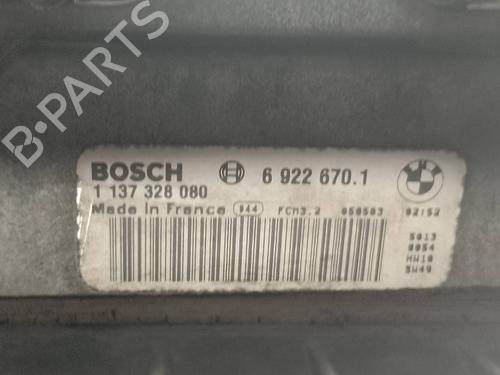 B-PARTS
BOSCH 6 922 670.1 BMW
1 137 328 080
Made in France 944 FCM3.2 050503 02:52
5013
0054
HW10
SW49